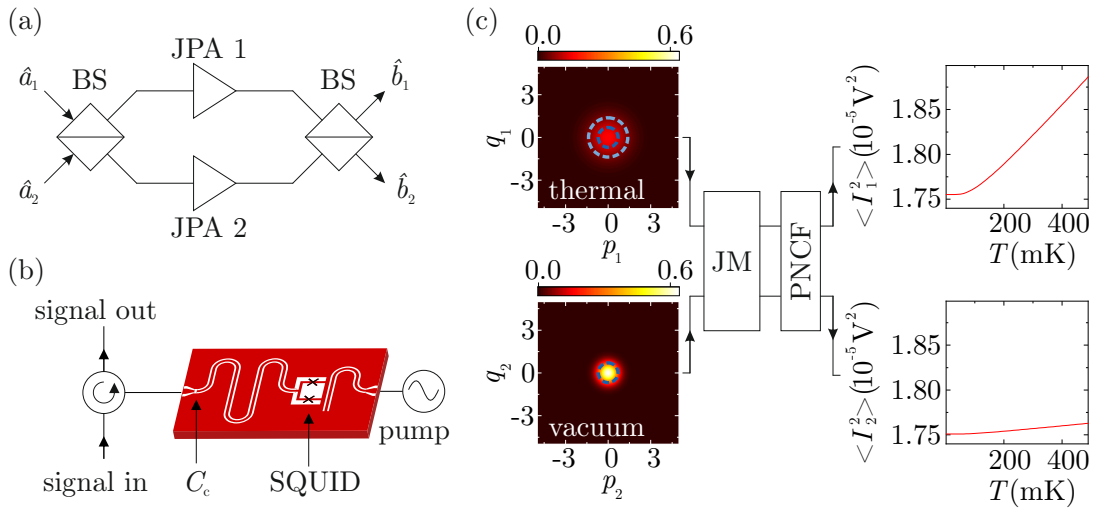 (a)
JPA 1
BS
BS
â₁
b̂₁
â₂
b̂₂
JPA 2
(b)
signal out
signal in
C_c
SQUID
pump
(c)
0.0 0.6
3
0
-3
q₁
thermal
-3 0 3
p₁
0.0 0.6
3
0
-3
q₂
vacuum
-3 0 3
p₂
JM
PNCF
<I₁²>(10⁻⁵V²)
1.85
1.80
1.75
200 400
T(mK)
<I₂²>(10⁻⁵V²)
1.85
1.80
1.75
200 400
T(mK)